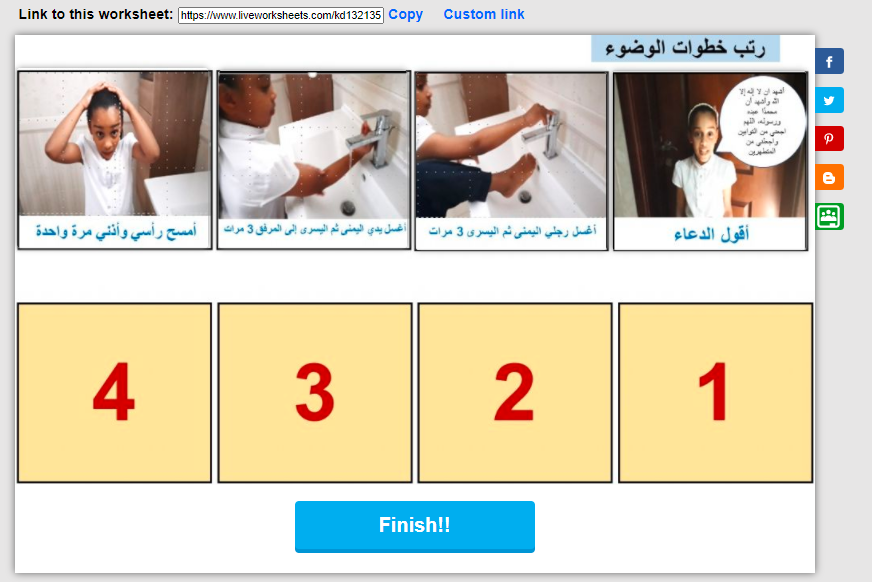 Link to this worksheet: https://www.liveworksheets.com/kd132135 Copy Custom link
رتب خطوات الوضوء
أشهد ان لا إله إلا
الله وأشهد أن
محمدًا عبده
ورسوله، اللهم
اجعني من التوابين
واجعلني من
المتطهرين
أقول الدعاء
أغسل رجلي اليمنى ثم اليسرى 3 مرات
أغسل يدي اليمنى ثم اليسرى إلى المرفق 3 مرات
أمسح رأسي وأذني مرة واحدة
1
2
3
4
Finish!!